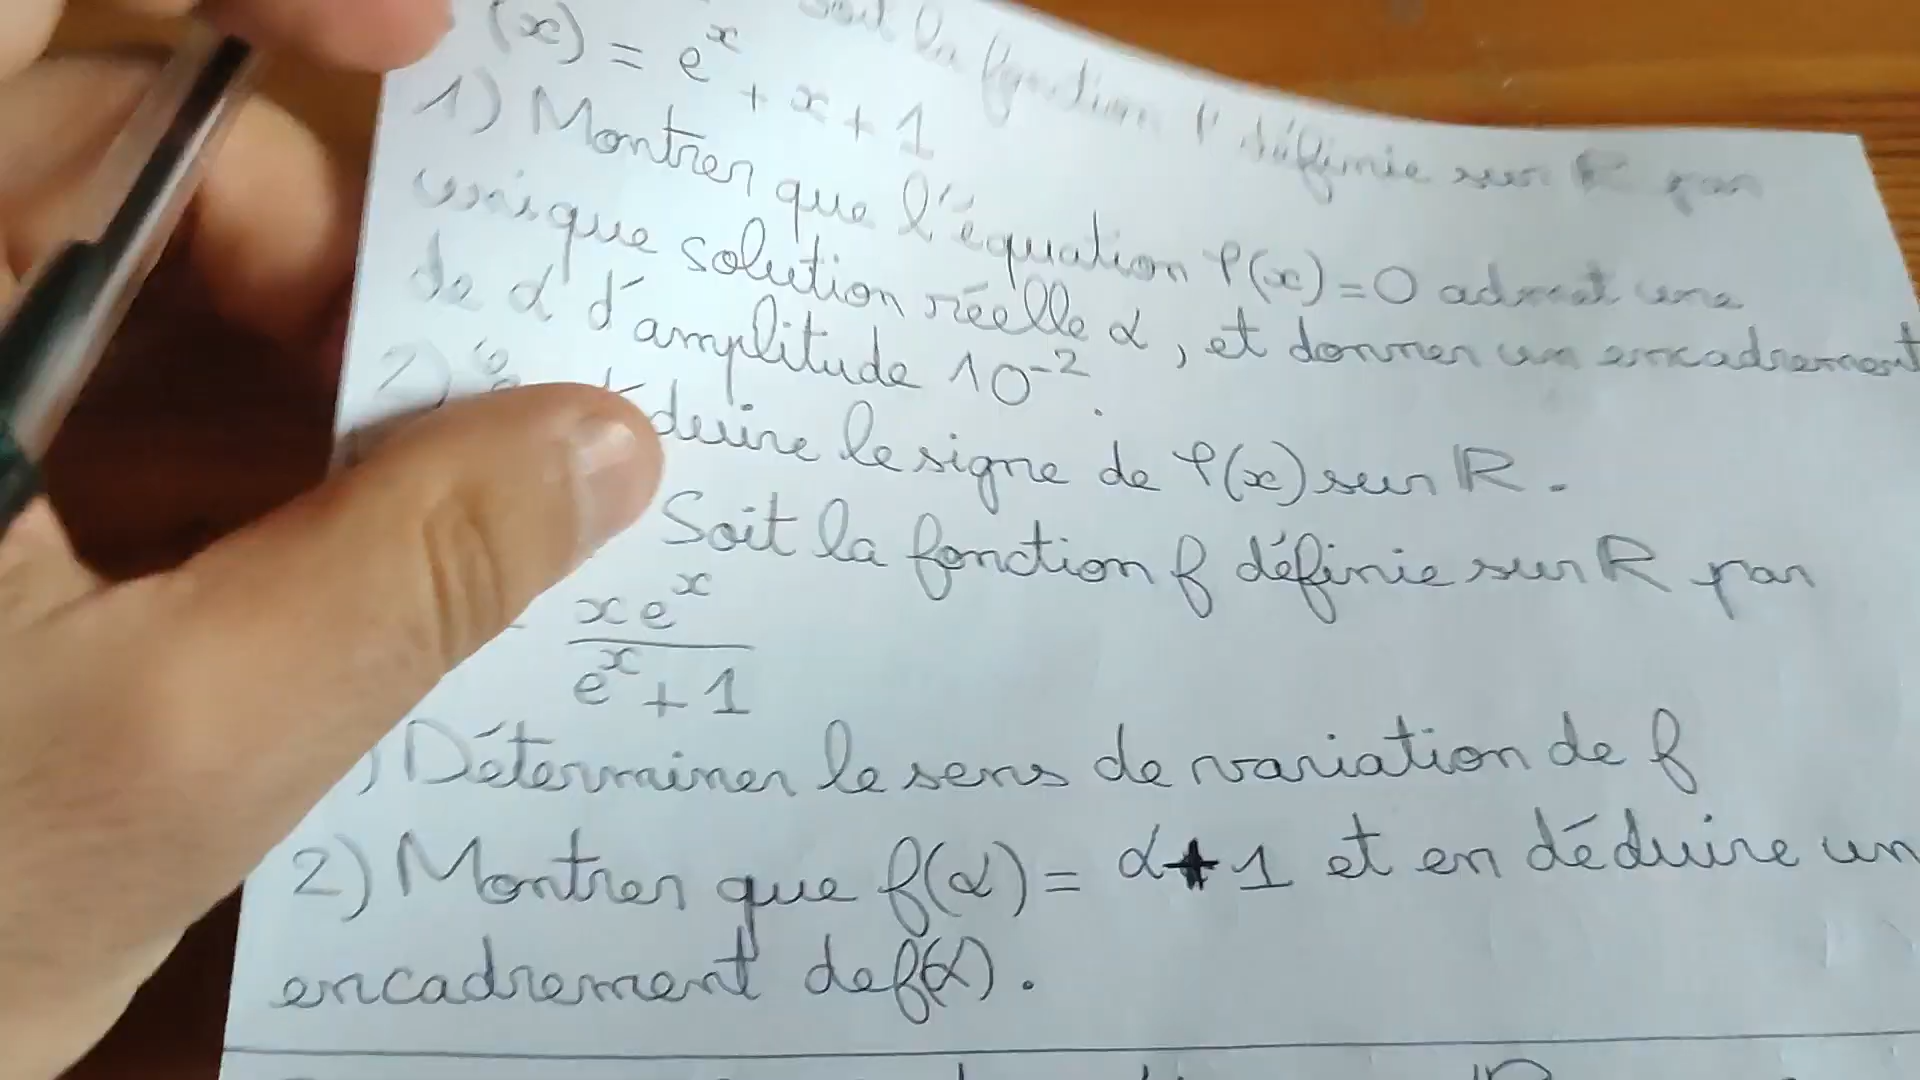 soit la fonction f définie sur R par
(x) = e^x + x + 1
1) Montrer que l'équation f(x) = 0 admet une
unique solution réelle α, et donner un encadrement
de α d'amplitude 10^-2.
2) déduire le signe de f(x) sur R.
Soit la fonction f définie sur R par
xe^x
e^x + 1
) Déterminer le sens de variation de f
2) Montrer que f(α) = α + 1 et en déduire un
encadrement de f(α).